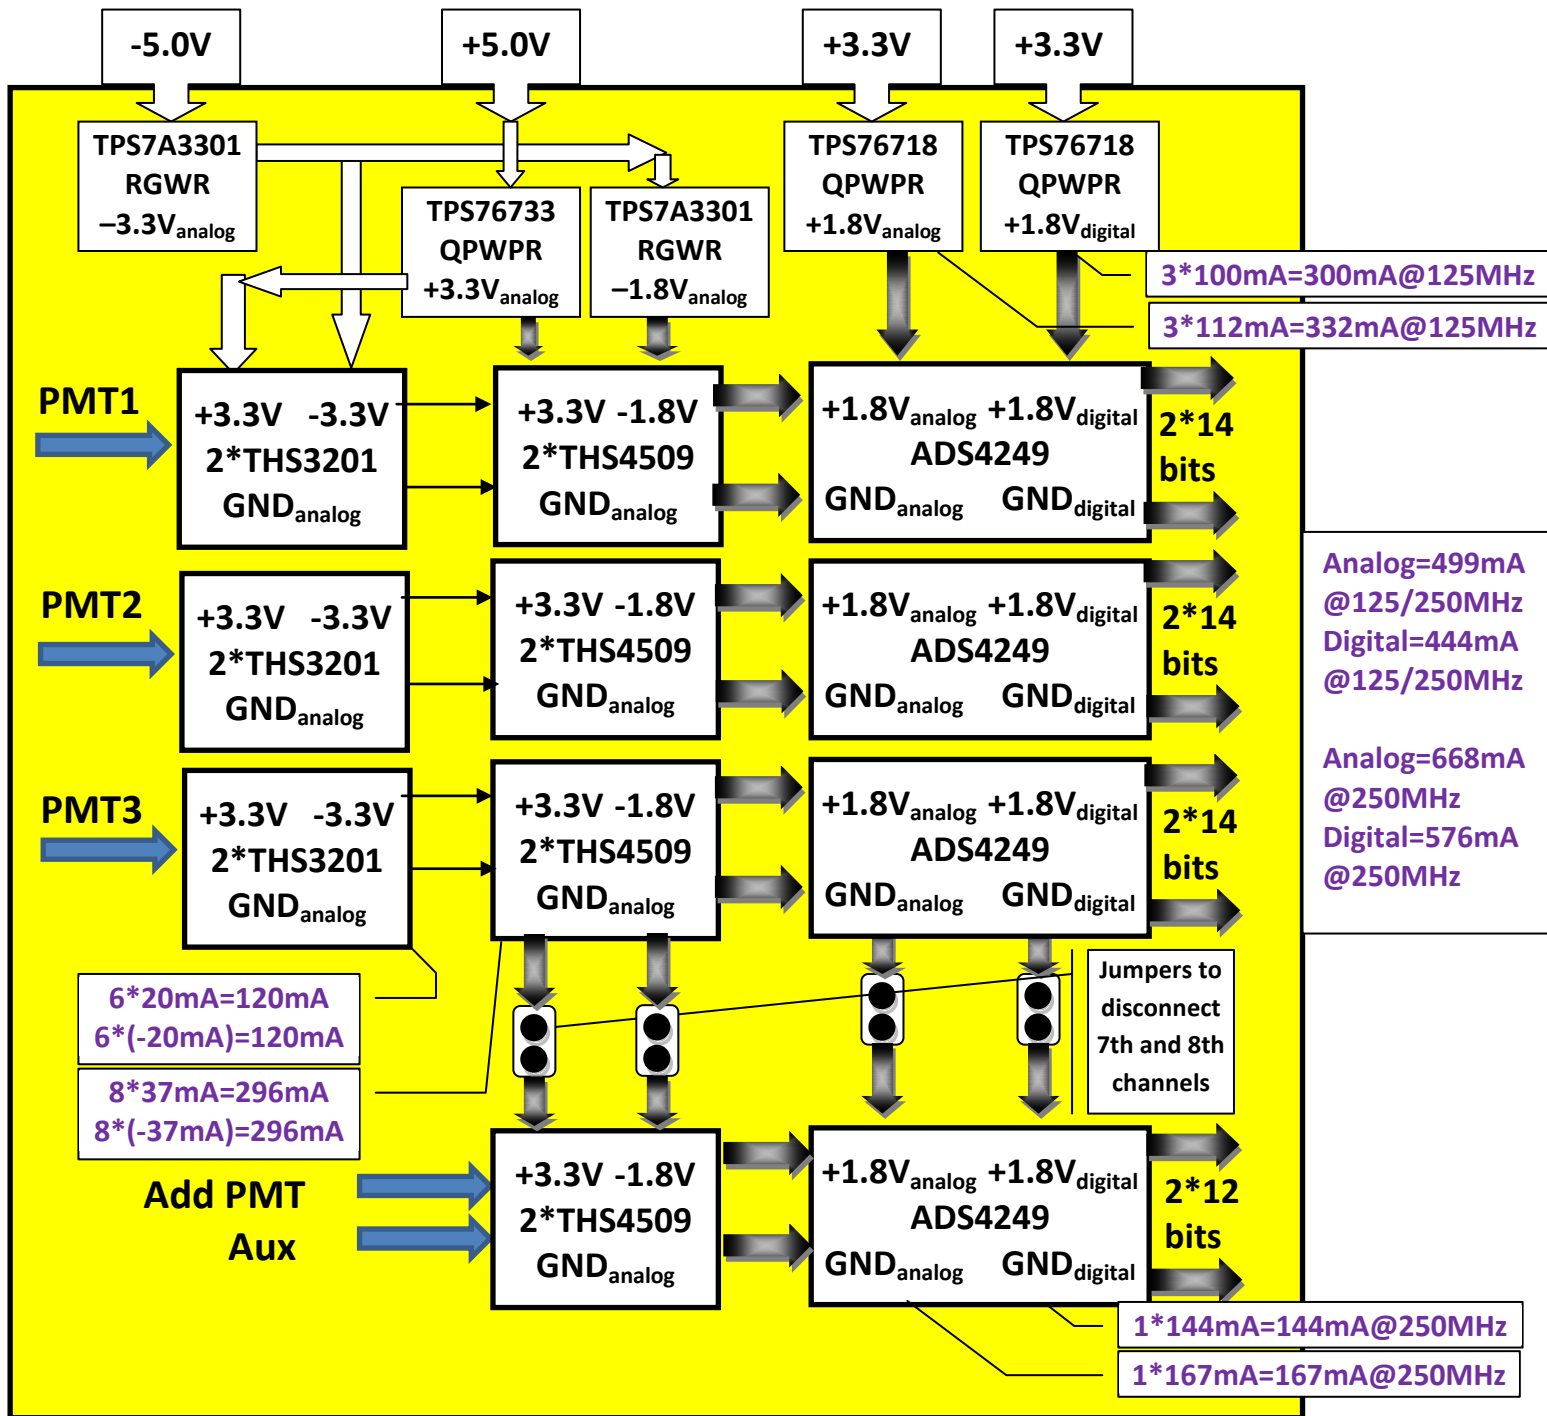 -5.0V
+5.0V
+3.3V
+3.3V
TPS7A3301
RGWR
–3.3Vanalog
TPS76733
QPWPR
+3.3Vanalog
TPS7A3301
RGWR
–1.8Vanalog
TPS76718
QPWPR
+1.8Vanalog
TPS76718
QPWPR
+1.8Vdigital
3*100mA=300mA@125MHz
3*112mA=332mA@125MHz
PMT1
+3.3V -3.3V
2*THS3201
GNDanalog
+3.3V -1.8V
2*THS4509
GNDanalog
+1.8Vanalog +1.8Vdigital
ADS4249
GNDanalog GNDdigital
2*14
bits
PMT2
+3.3V -3.3V
2*THS3201
GNDanalog
+3.3V -1.8V
2*THS4509
GNDanalog
+1.8Vanalog +1.8Vdigital
ADS4249
GNDanalog GNDdigital
2*14
bits
PMT3
+3.3V -3.3V
2*THS3201
GNDanalog
+3.3V -1.8V
2*THS4509
GNDanalog
+1.8Vanalog +1.8Vdigital
ADS4249
GNDanalog GNDdigital
2*14
bits
Analog=499mA
@125/250MHz
Digital=444mA
@125/250MHz
Analog=668mA
@250MHz
Digital=576mA
@250MHz
6*20mA=120mA
6*(-20mA)=120mA
8*37mA=296mA
8*(-37mA)=296mA
Jumpers to
disconnect
7th and 8th
channels
Add PMT
Aux
+3.3V -1.8V
2*THS4509
GNDanalog
+1.8Vanalog +1.8Vdigital
ADS4249
GNDanalog GNDdigital
2*12
bits
1*144mA=144mA@250MHz
1*167mA=167mA@250MHz